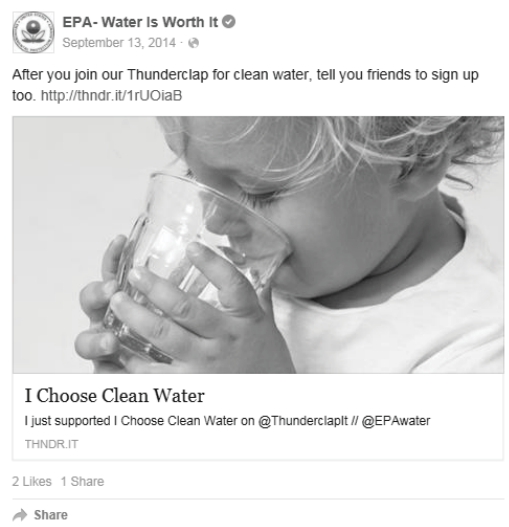 EPA- Water Is Worth It
September 13, 2014 ·
After you join our Thunderclap for clean water, tell you friends to sign up
too. http://thndr.it/1rUOiaB
I Choose Clean Water
I just supported I Choose Clean Water on @ThunderclapIt // @EPAwater
THNDR.IT
2 Likes 1 Share
Share